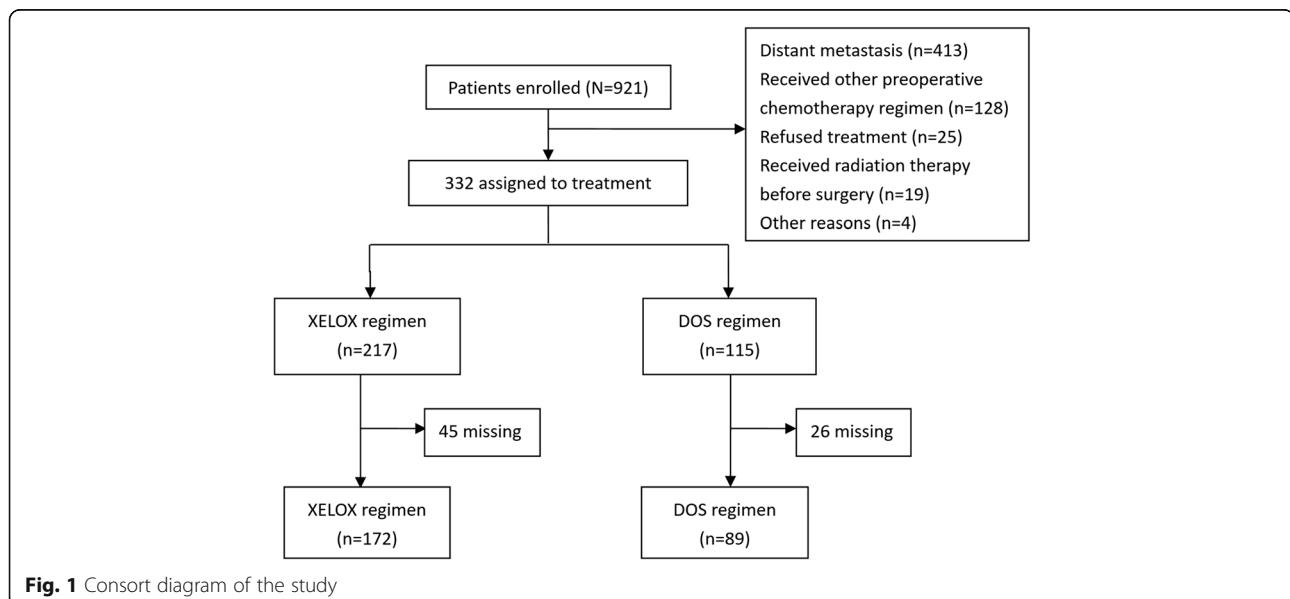 Patients enrolled (N=921)
Distant metastasis (n=413)
Received other preoperative
chemotherapy regimen (n=128)
Refused treatment (n=25)
Received radiation therapy
before surgery (n=19)
Other reasons (n=4)
332 assigned to treatment
XELOX regimen
(n=217)
DOS regimen
(n=115)
45 missing
26 missing
XELOX regimen
(n=172)
DOS regimen
(n=89)
Fig. 1 Consort diagram of the study